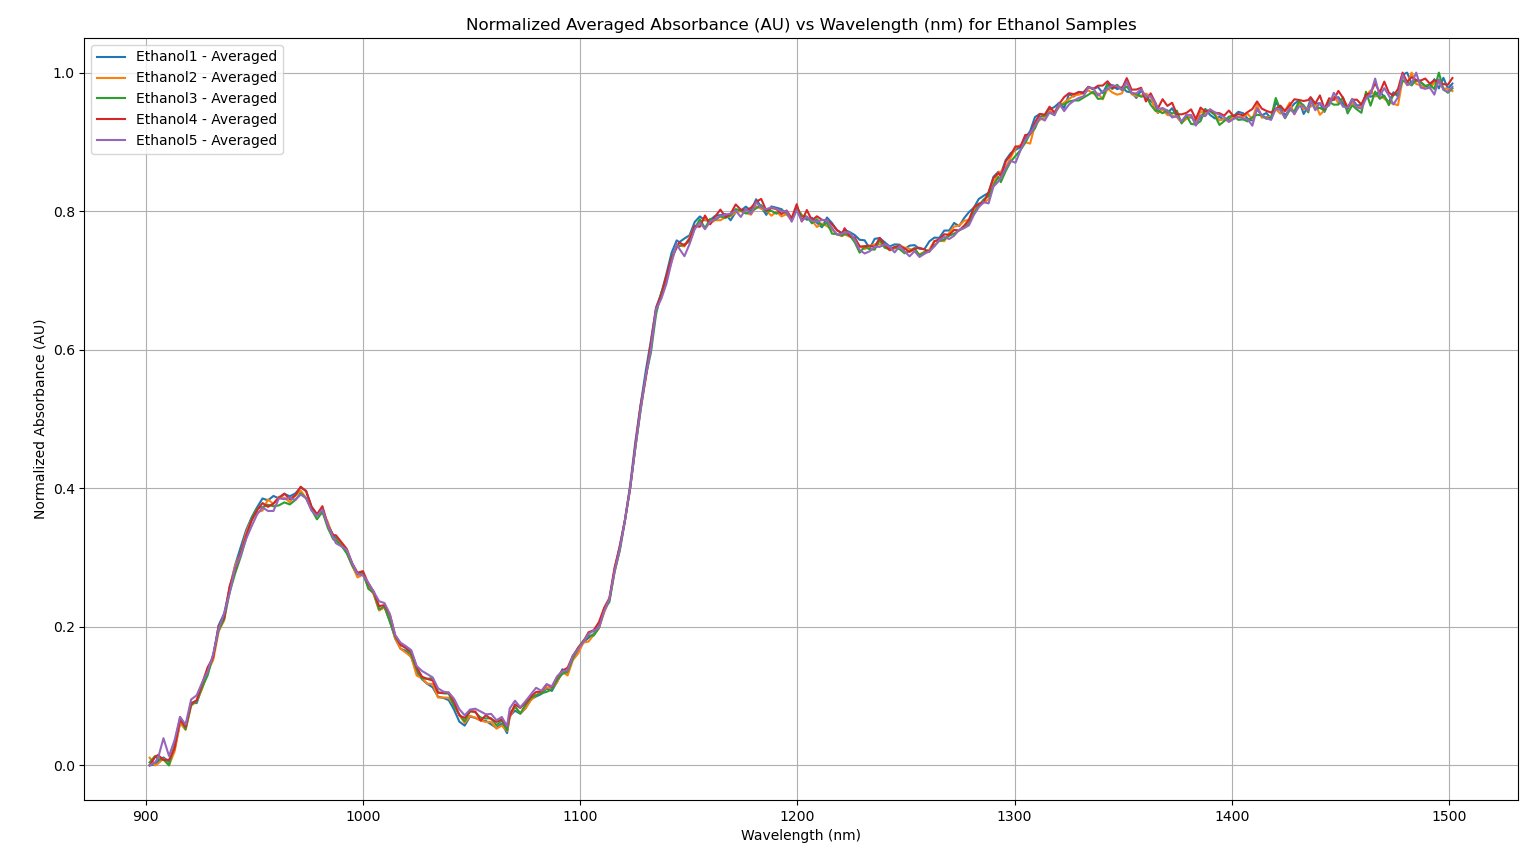 Normalized Averaged Absorbance (AU) vs Wavelength (nm) for Ethanol Samples
Ethanol1 - Averaged
Ethanol2 - Averaged
Ethanol3 - Averaged
Ethanol4 - Averaged
Ethanol5 - Averaged
Normalized Absorbance (AU)
1.0
0.8
0.6
0.4
0.2
0.0
900 1000 1100 1200 1300 1400 1500
Wavelength (nm)